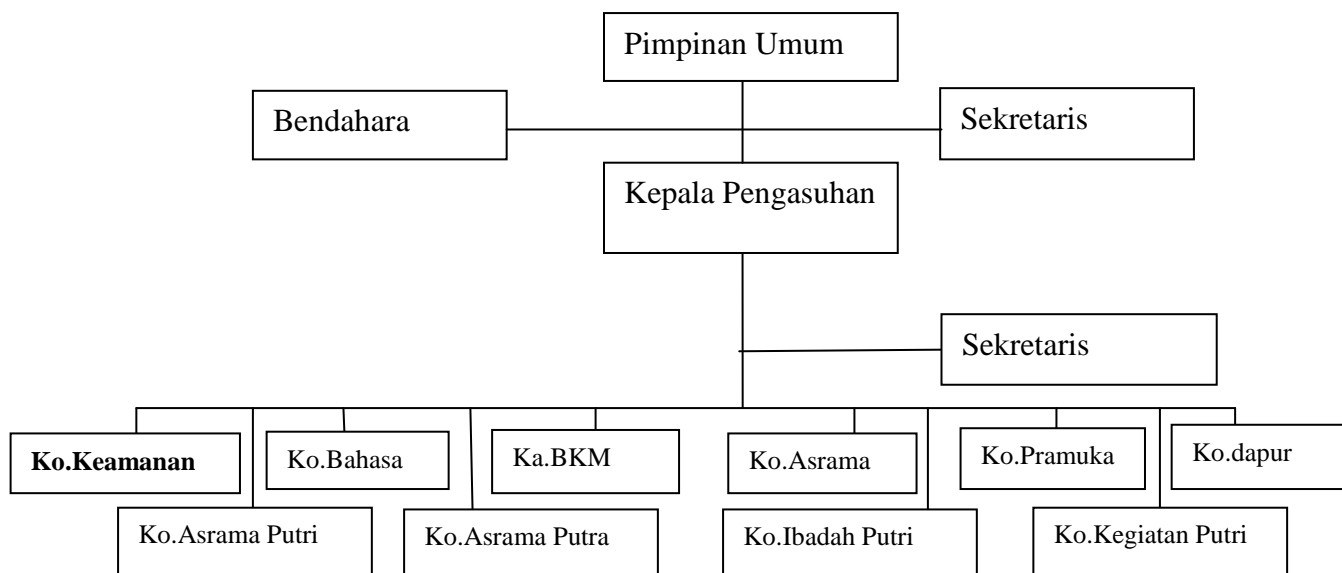 Pimpinan Umum
Bendahara
Sekretaris
Kepala Pengasuhan
Sekretaris
Ko.Keamanan
Ko.Bahasa
Ka.BKM
Ko.Asrama
Ko.Pramuka
Ko.dapur
Ko.Asrama Putri
Ko.Asrama Putra
Ko.Ibadah Putri
Ko.Kegiatan Putri